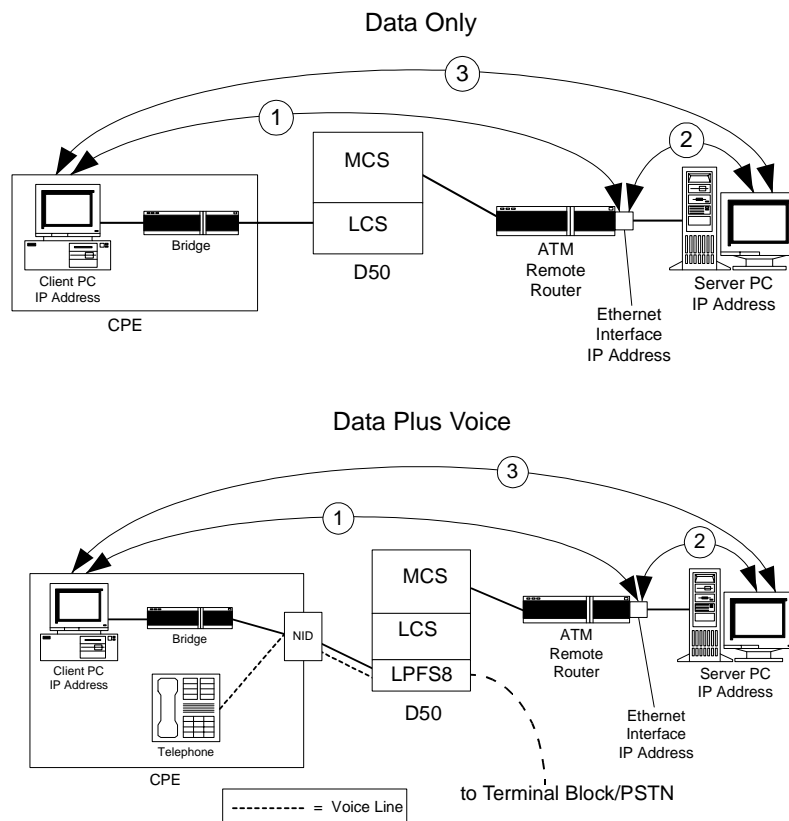 Data Only
3
1
2
MCS
LCS
D50
Bridge
Client PC
IP Address
CPE
ATM
Remote
Router
Ethernet
Interface
IP Address
Server PC
IP Address
Data Plus Voice
3
1
2
MCS
LCS
LPFS8
D50
NID
Bridge
Client PC
IP Address
Telephone
CPE
ATM
Remote
Router
Ethernet
Interface
IP Address
Server PC
IP Address
to Terminal Block/PSTN
= Voice Line